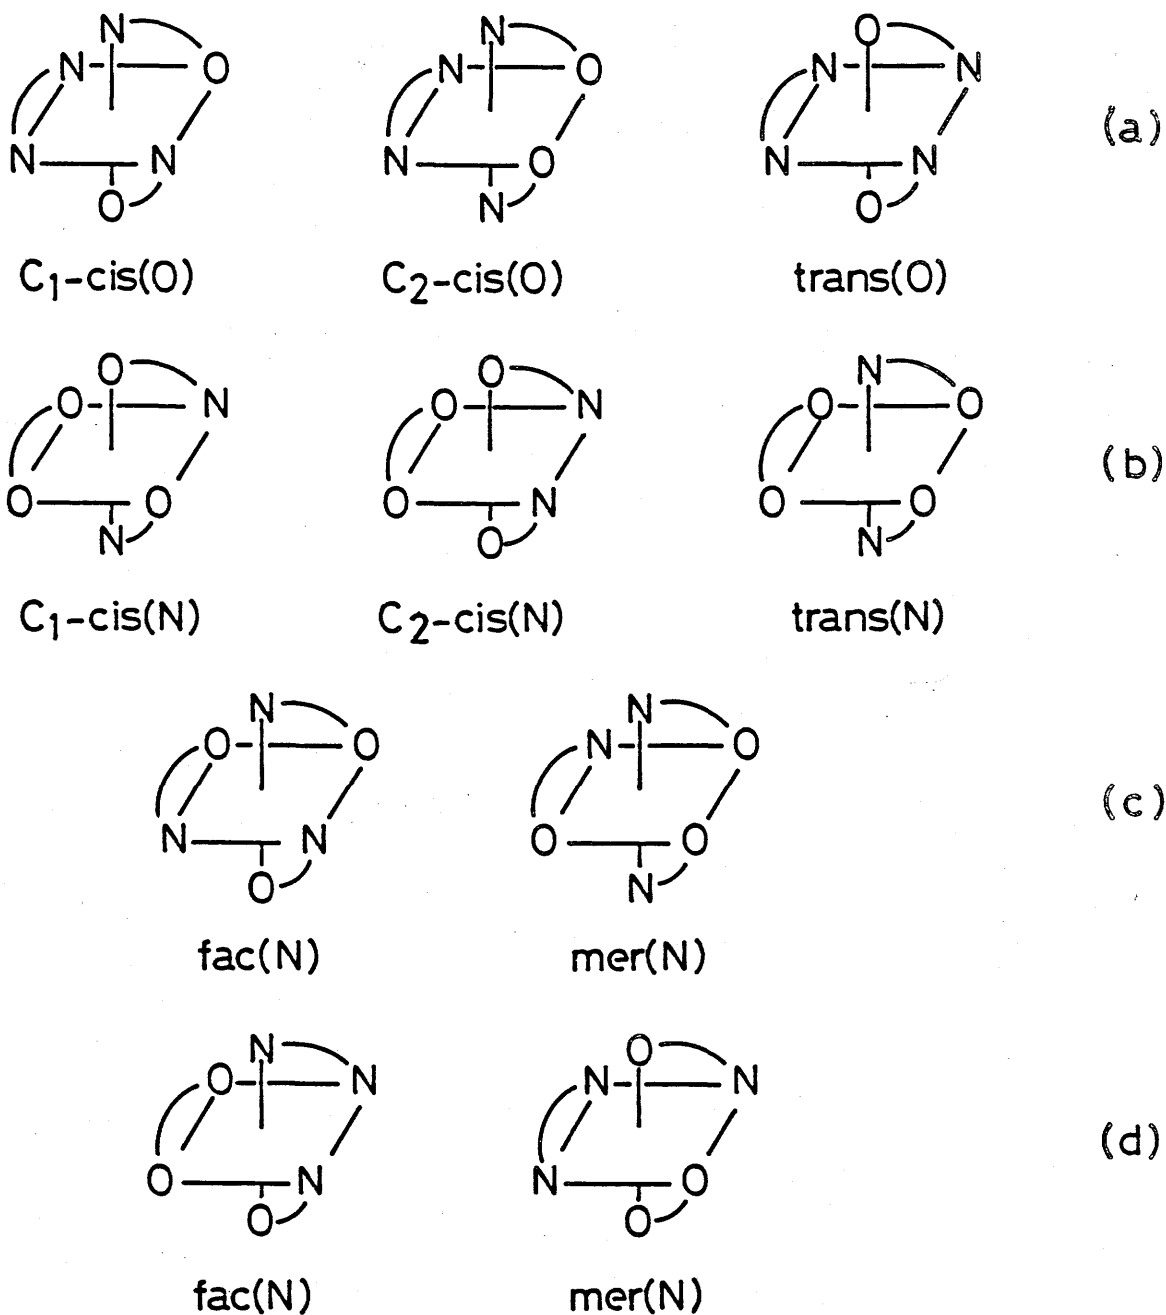 N N O
N O N O N N
N N N O N N
O N O
(a)
C1-cis(O) C2-cis(O) trans(O)
O O N
O N O N O O
O O O N O O
N O N
(b)
C1-cis(N) C2-cis(N) trans(N)
N N
O O N O
N N O O
O N
(c)
fac(N) mer(N)
N O
O N N N
O N N O
O O
(d)
fac(N) mer(N)